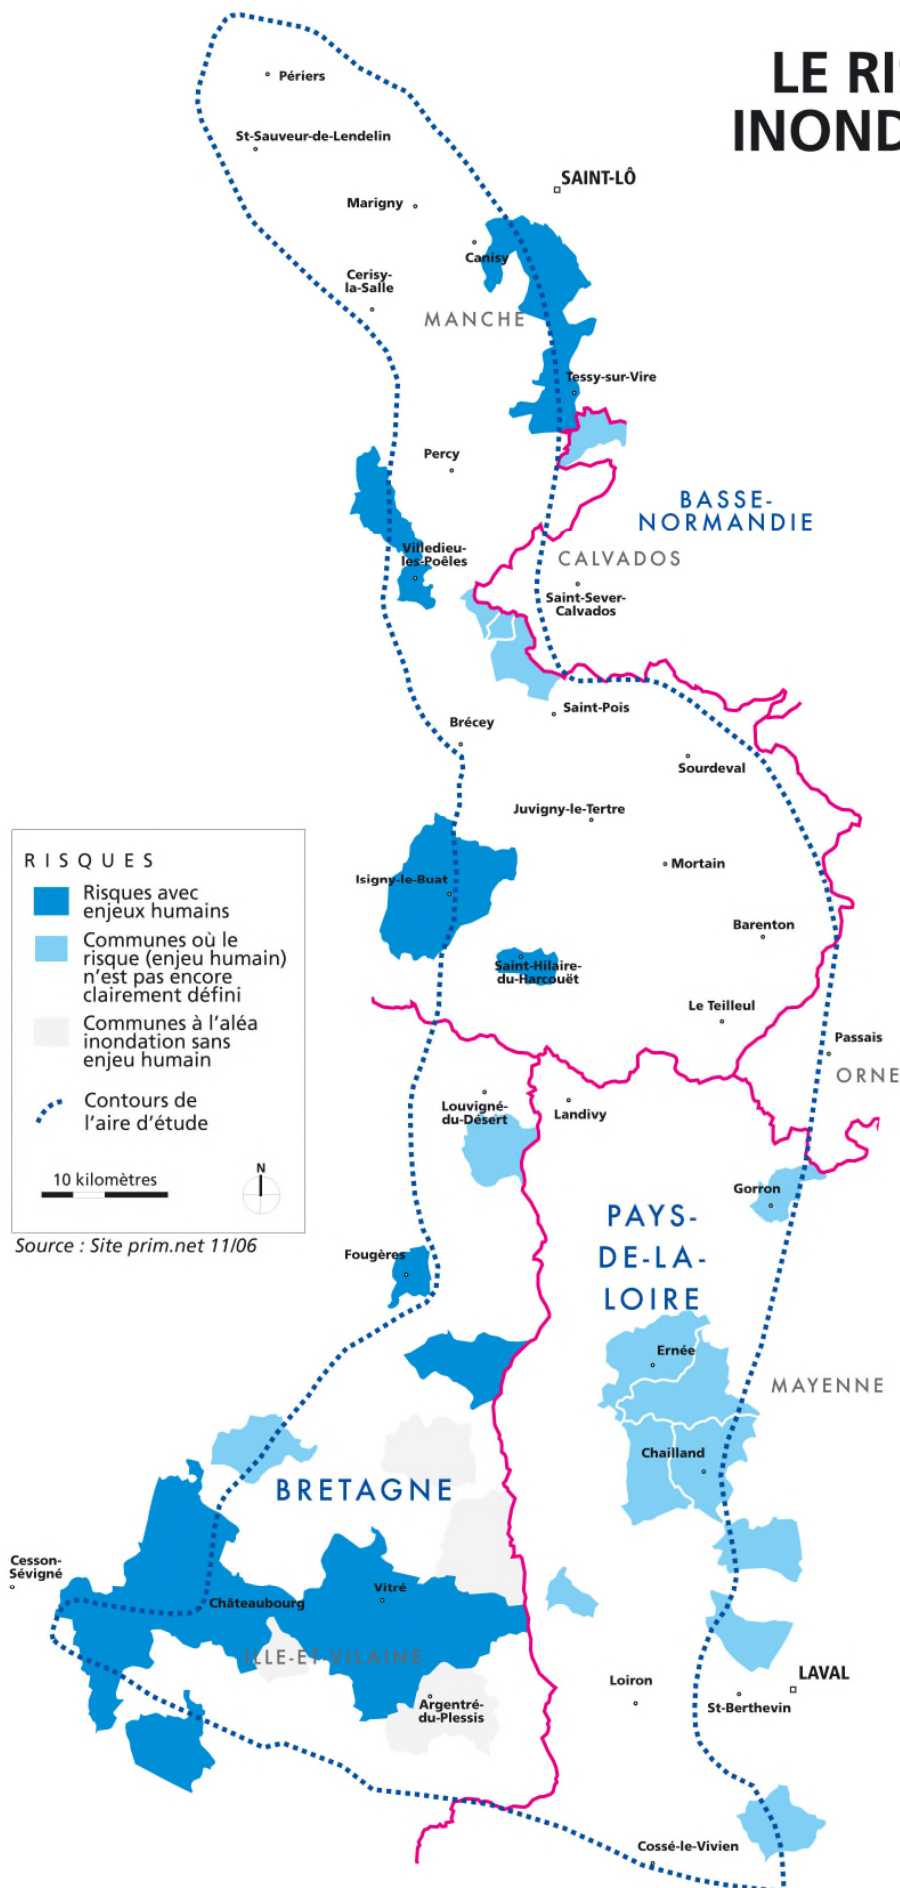 LE RIS
INOND
Périers
St-Sauveur-de-Lendelin
SAINT-LÔ
Marigny
Canisy
Cerisy-
la-Salle
MANCHE
Tessy-sur-Vire
Percy
BASSE-
NORMANDIE
Villedieu-
les-Poêles
CALVADOS
Saint-Sever-
Calvados
Saint-Pois
Brécey
Sourdeval
Juvigny-le-Tertre
Mortain
Isigny-le-Buat
Barenton
Saint-Hilaire-
du-Harcouët
Le Teilleul
Passais
ORNE
Louvigné-
du-Désert
Landivy
Gorron
PAYS-
DE-LA-
LOIRE
Fougères
Ernée
MAYENNE
Chailland
BRETAGNE
Cesson-
Sévigné
Vitré
Châteaubourg
ILLE-ET-VILAINE
Loiron
LAVAL
St-Berthevin
Argentré-
du-Plessis
Cossé-le-Vivien
RISQUES
Risques avec
enjeux humains
Communes où le
risque (enjeu humain)
n'est pas encore
clairement défini
Communes à l'aléa
inondation sans
enjeu humain
Contours de
l'aire d'étude
10 kilomètres
N
Source : Site prim.net 11/06